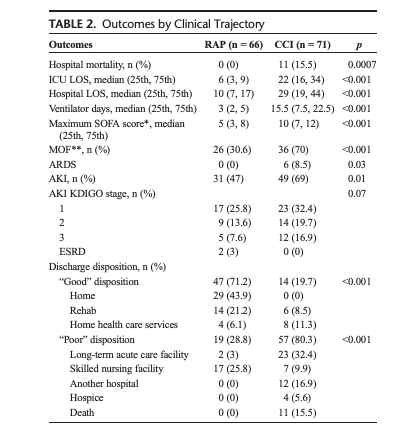 TABLE 2. Outcomes by Clinical Trajectory
Outcomes RAP (n = 66) CCI (n = 71) p
Hospital mortality, n (%) 0 (0) 11 (15.5) 0.0007
ICU LOS, median (25th, 75th) 6 (3, 9) 22 (16, 34) <0.001
Hospital LOS, median (25th, 75th) 10 (7, 17) 29 (19, 44) <0.001
Ventilator days, median (25th, 75th) 3 (2, 5) 15.5 (7.5, 22.5) <0.001
Maximum SOFA score*, median 5 (3, 8) 10 (7, 12) <0.001
(25th, 75th)
MOF**, n (%) 26 (30.6) 36 (70) <0.001
ARDS 0 (0) 6 (8.5) 0.03
AKI, n (%) 31 (47) 49 (69) 0.01
AKI KDIGO stage, n (%) 0.07
1 17 (25.8) 23 (32.4)
2 9 (13.6) 14 (19.7)
3 5 (7.6) 12 (16.9)
ESRD 2 (3) 0 (0)
Discharge disposition, n (%)
“Good” disposition 47 (71.2) 14 (19.7) <0.001
Home 29 (43.9) 0 (0)
Rehab 14 (21.2) 6 (8.5)
Home health care services 4 (6.1) 8 (11.3)
“Poor” disposition 19 (28.8) 57 (80.3) <0.001
Long-term acute care facility 2 (3) 23 (32.4)
Skilled nursing facility 17 (25.8) 7 (9.9)
Another hospital 0 (0) 12 (16.9)
Hospice 0 (0) 4 (5.6)
Death 0 (0) 11 (15.5)